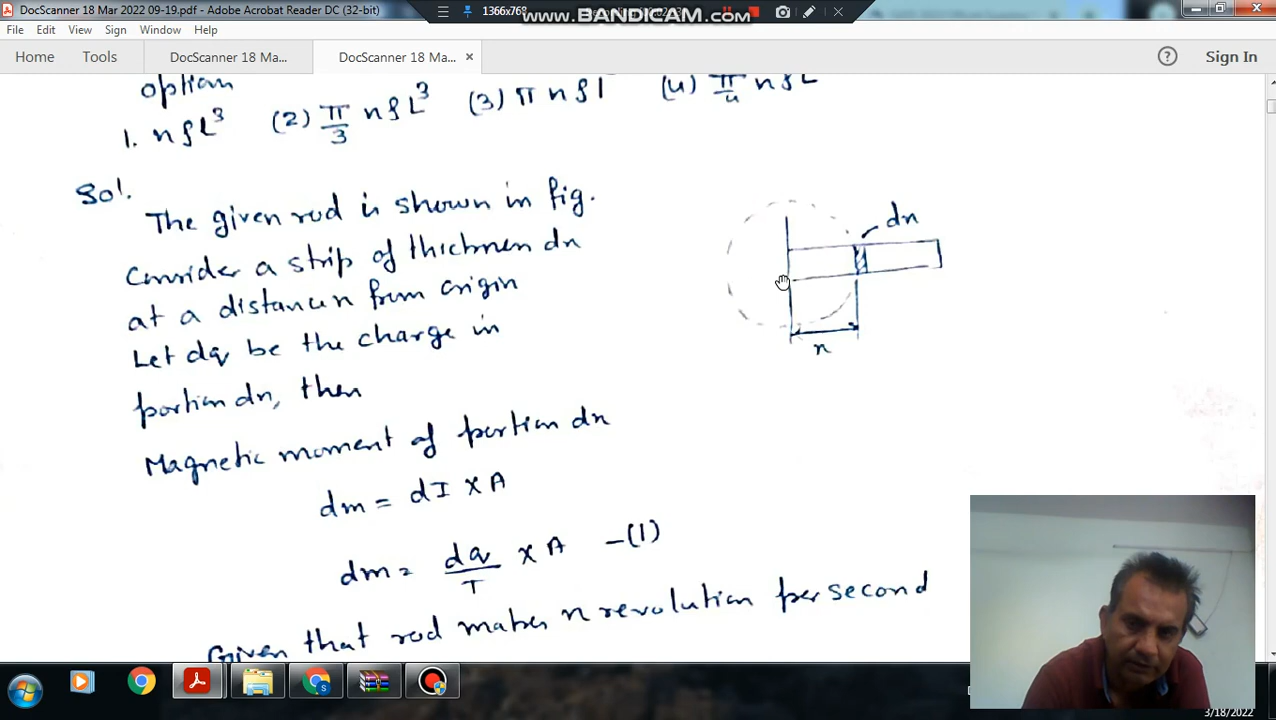 DocScanner 18 Mar 2022 09-19.pdf - Adobe Acrobat Reader DC (32-bit)
1366x768
www.BANDICAM.com
File Edit View Sign Window Help
Home Tools DocScanner 18 Ma... DocScanner 18 Ma... × Sign In
option
1. nρL³ (2) π/3 nρL³ (3) π nρL (4) π/4 nρL
Sol.
The given rod is shown in fig.
Consider a strip of thickness dx
at a distance x from origin
Let dq be the charge in
portion dx, then
Magnetic moment of portion dx
dm = dI × A
dm = dq/T × A -(1)
Given that rod makes n revolution per second
dx
x
3/18/2022